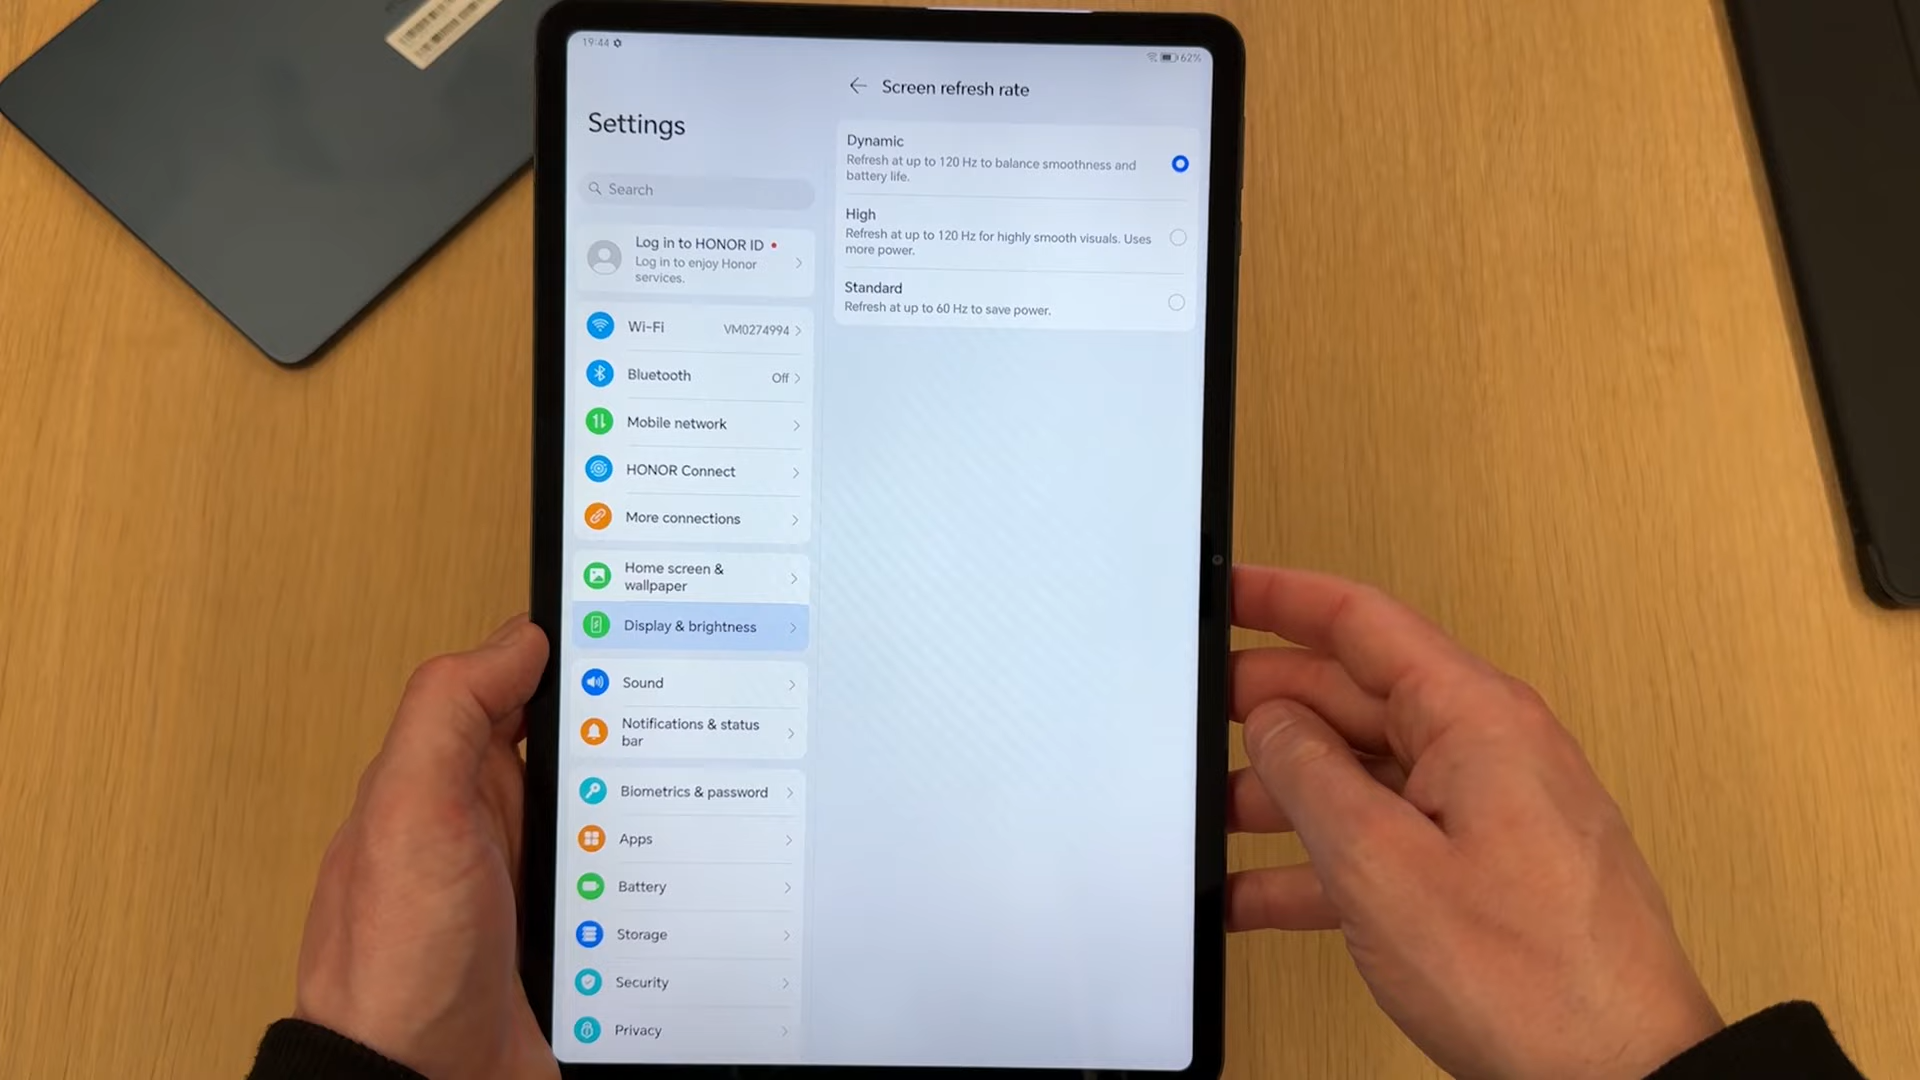 19:44
62%
Settings
Search
Log in to HONOR ID
Log in to enjoy Honor
services.
Wi-Fi
VM0274994
Bluetooth
Off
Mobile network
HONOR Connect
More connections
Home screen &
wallpaper
Display & brightness
Sound
Notifications & status
bar
Biometrics & password
Apps
Battery
Storage
Security
Privacy
Screen refresh rate
Dynamic
Refresh at up to 120 Hz to balance smoothness and
battery life.
High
Refresh at up to 120 Hz for highly smooth visuals. Uses
more power.
Standard
Refresh at up to 60 Hz to save power.